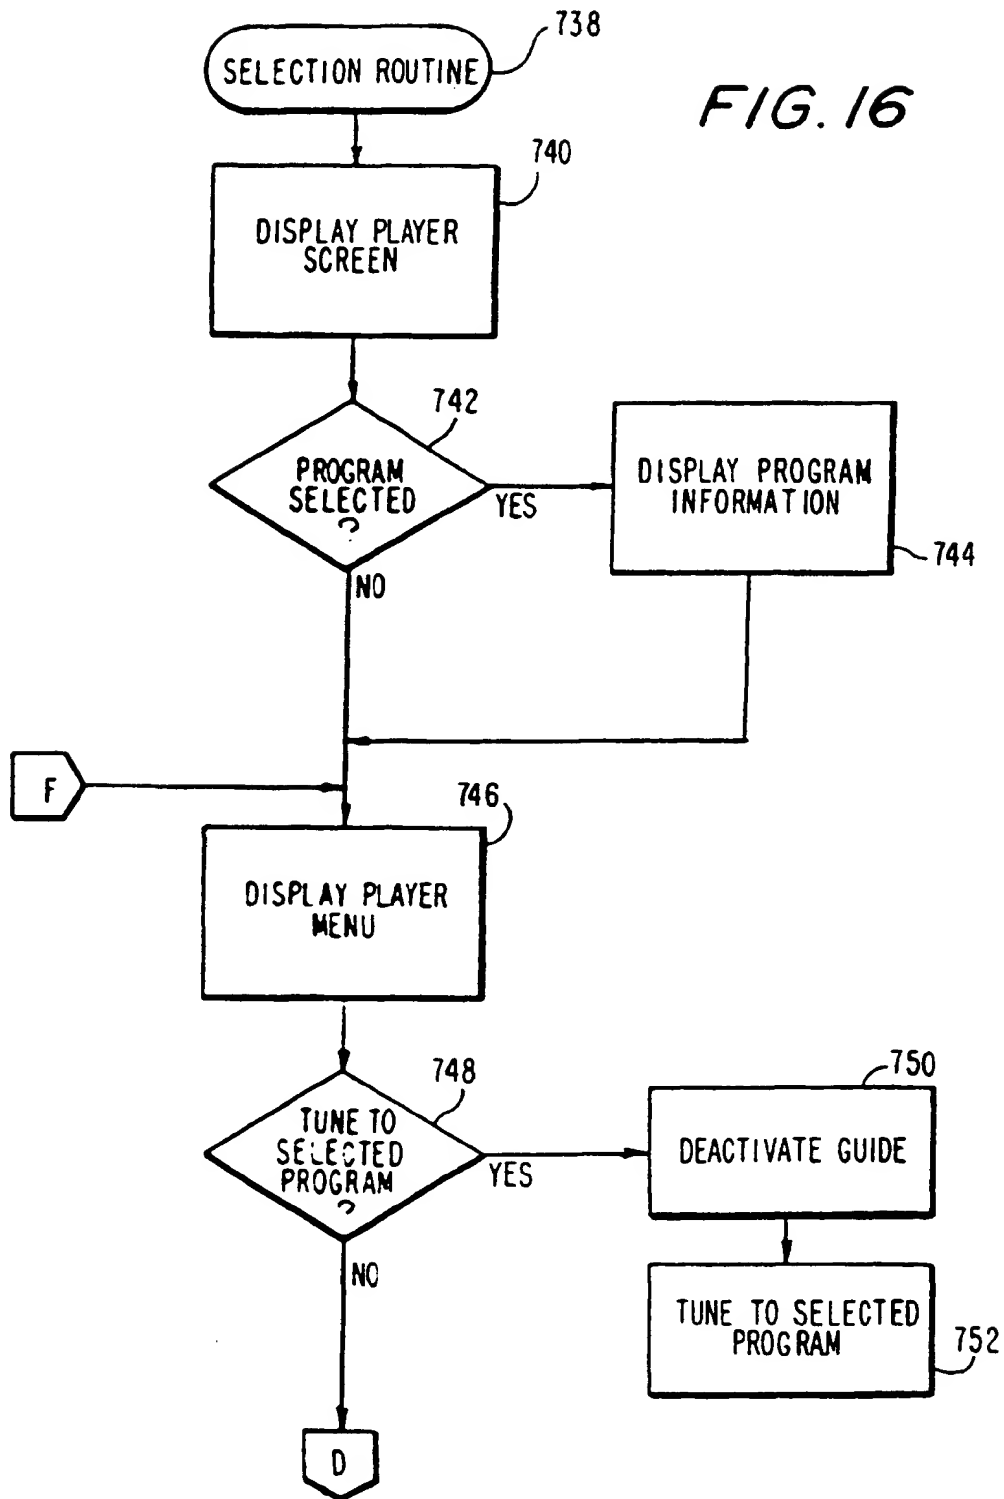 738
SELECTION ROUTINE
FIG. 16
740
DISPLAY PLAYER
SCREEN
742
PROGRAM
SELECTED
?
YES
DISPLAY PROGRAM
INFORMATION
744
NO
F
746
DISPLAY PLAYER
MENU
748
TUNE TO
SELECTED
PROGRAM
?
YES
750
DEACTIVATE GUIDE
NO
TUNE TO SELECTED
PROGRAM
752
D